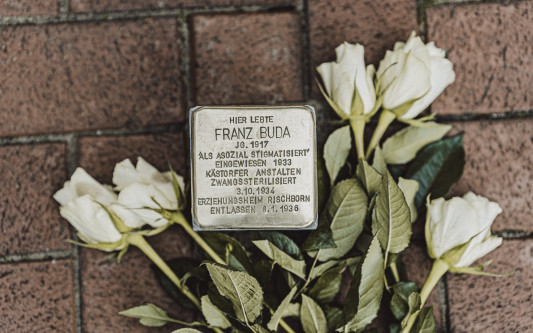 HIER LEBTE
FRANZ BUDA
JG. 1917
'ALS ASOZIAL STIGMATISIERT'
EINGEWIESEN 1933
KÄSTORFER ANSTALTEN
ZWANGSSTERILISIERT
3.10.1934
ERZIEHUNGSHEIM RISCHBORN
ENTLASSEN 8.1.1936